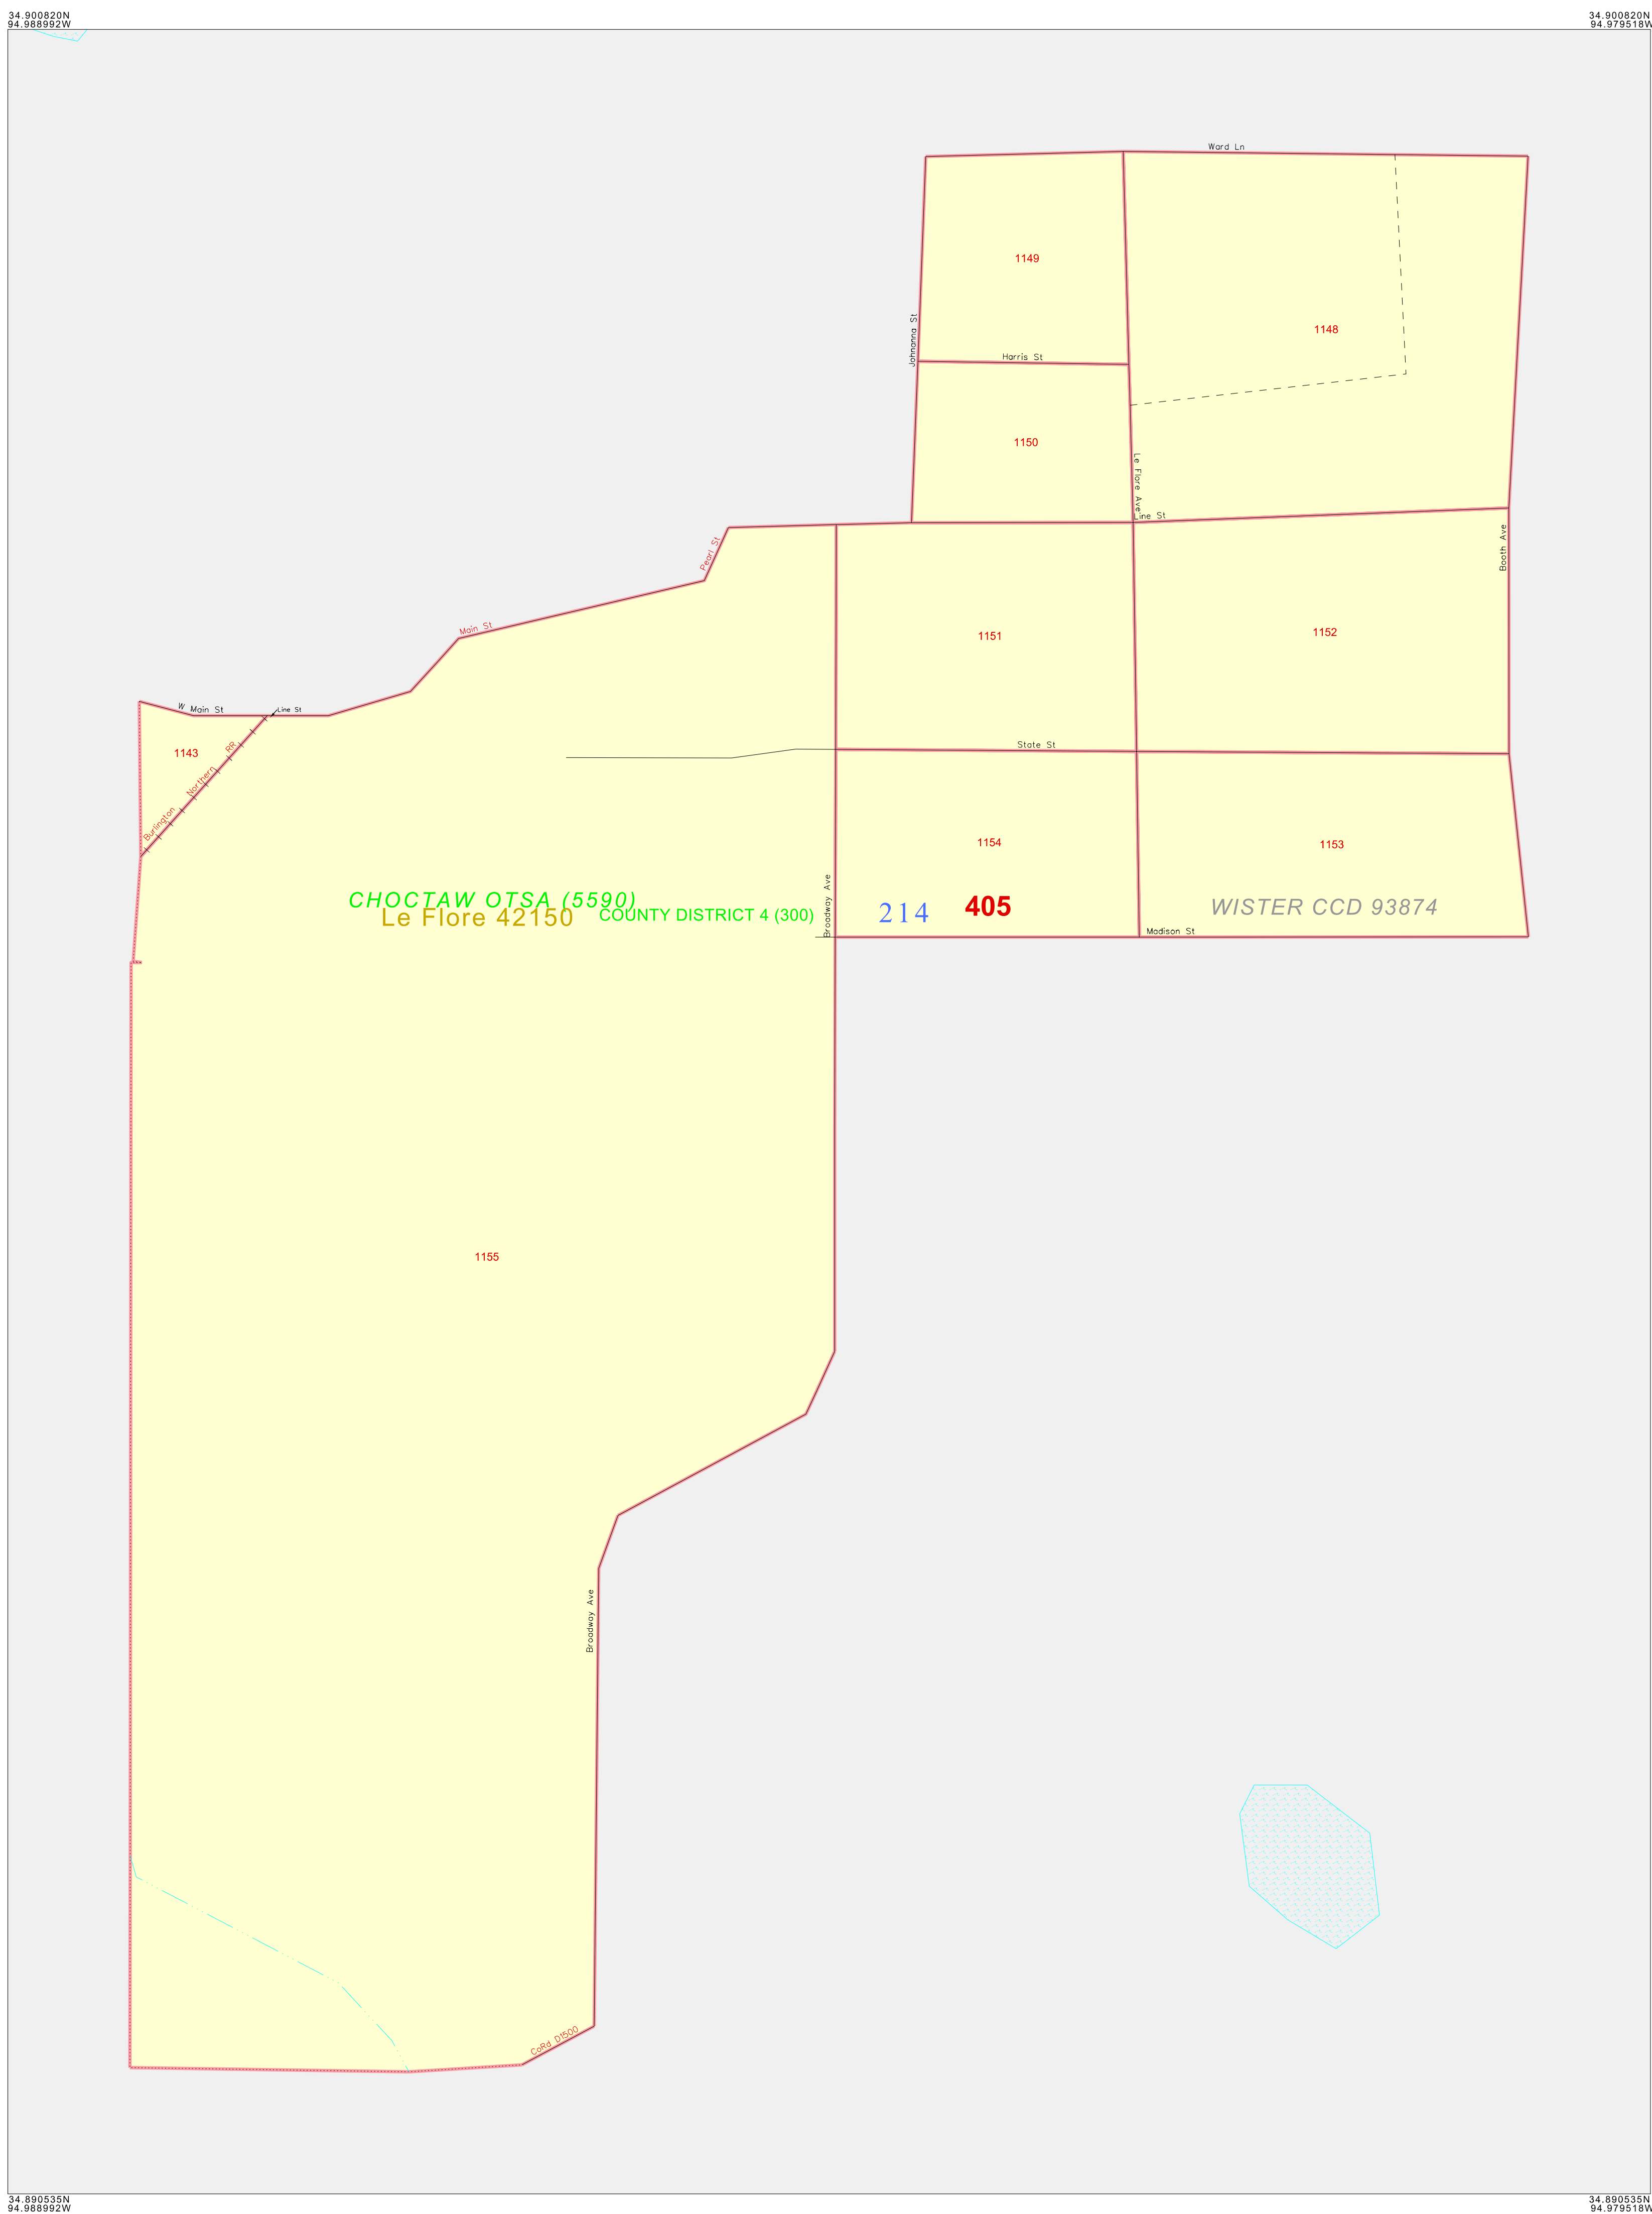 34.900820N
94.988992W
34.900820N
94.979518W
Ward Ln
1149
Johnanna St
1148
Harris St
1150
Le Flore Ave
Line St
Booth Ave
Pearl St
Main St
1151
1152
W Main St
Line St
1143
RR
Northern
Burlington
State St
1154
1153
CHOCTAW OTSA (5590)
Le Flore 42150
COUNTY DISTRICT 4 (300)
Broadway Ave
214
405
WISTER CCD 93874
Madison St
1155
Broadway Ave
CoRd D1500
34.890535N
94.988992W
34.890535N
94.979518W